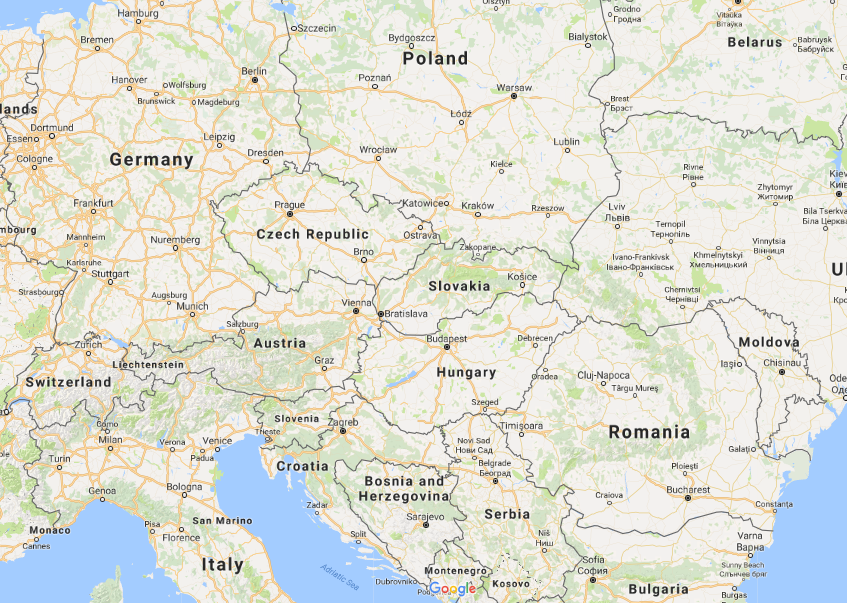 Hamburg
Szczecin
Olsztyn
Grodno
Гродна
Vitaŭka
Вітаўка
Bremen
Bydgoszcz
Białystok
Belarus
Babruysk
Бабруйск
Poland
Hanover
Wolfsburg
Berlin
Poznań
Warsaw
Brunswick
Magdeburg
Brest
Брэст
lands
Łódź
Dortmund
Essen
Leipzig
Lublin
Cologne
Dresden
Wrocław
Germany
Kielce
Rivne
Рівне
Kiev
Київ
Zhytomyr
Житомир
Frankfurt
Prague
Katowice
Kraków
Rzeszow
Lviv
Львів
Bila Tserkva
Біла Церква
mbourg
Mannheim
Nuremberg
Czech Republic
Ostrava
Ternopil
Тернопіль
Vinnytsia
Вінниця
Zakopane
Brno
Karlsruhe
Ivano-Frankivsk
Івано-Франківськ
Khmelnytskyi
Хмельницький
Stuttgart
Slovakia
Košice
Strasbourg
Augsburg
Munich
Vienna
Bratislava
Chernivtsi
Чернівці
Salzburg
Austria
Budapest
Debrecen
Moldova
Zürich
Liechtenstein
Graz
Hungary
Oradea
Cluj-Napoca
Iași
Chisinau
Switzerland
Târgu Mureș
Szeged
Como
Slovenia
Zagreb
Trieste
Timișoara
Romania
Milan
Verona
Venice
Padua
Novi Sad
Нови Сад
Galați
Turin
Croatia
Belgrade
Београд
Ploiești
Genoa
Bologna
Bosnia and
Herzegovina
Craiova
Bucharest
Constanța
Zadar
Serbia
San Marino
Sarajevo
Monaco
Pisa
Florence
Split
Niš
Ниш
Varna
Варна
Cannes
Italy
Adriatic Sea
Montenegro
Sofia
София
Sunny Beach
Слънчев бряг
Dubrovnik
Google
Kosovo
Bulgaria
Burgas